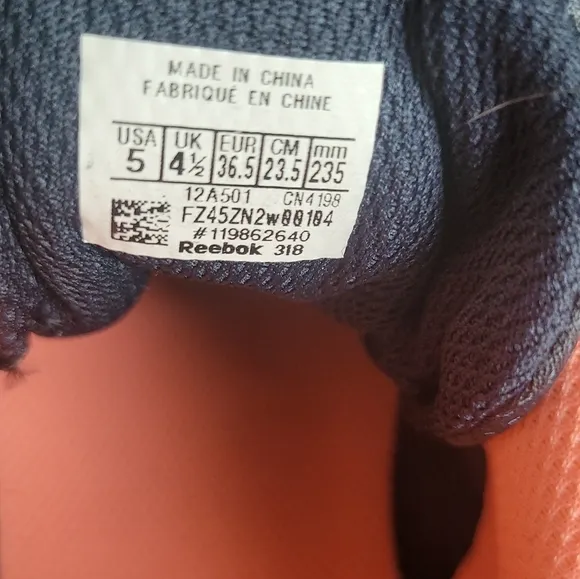 MADE IN CHINA
FABRIQUÉ EN CHINE
USA UK EUR CM mm
5 4½ 36.5 23.5 235
12A501 CN4198
FZ45ZN2w00104
#119862640
Reebok 318